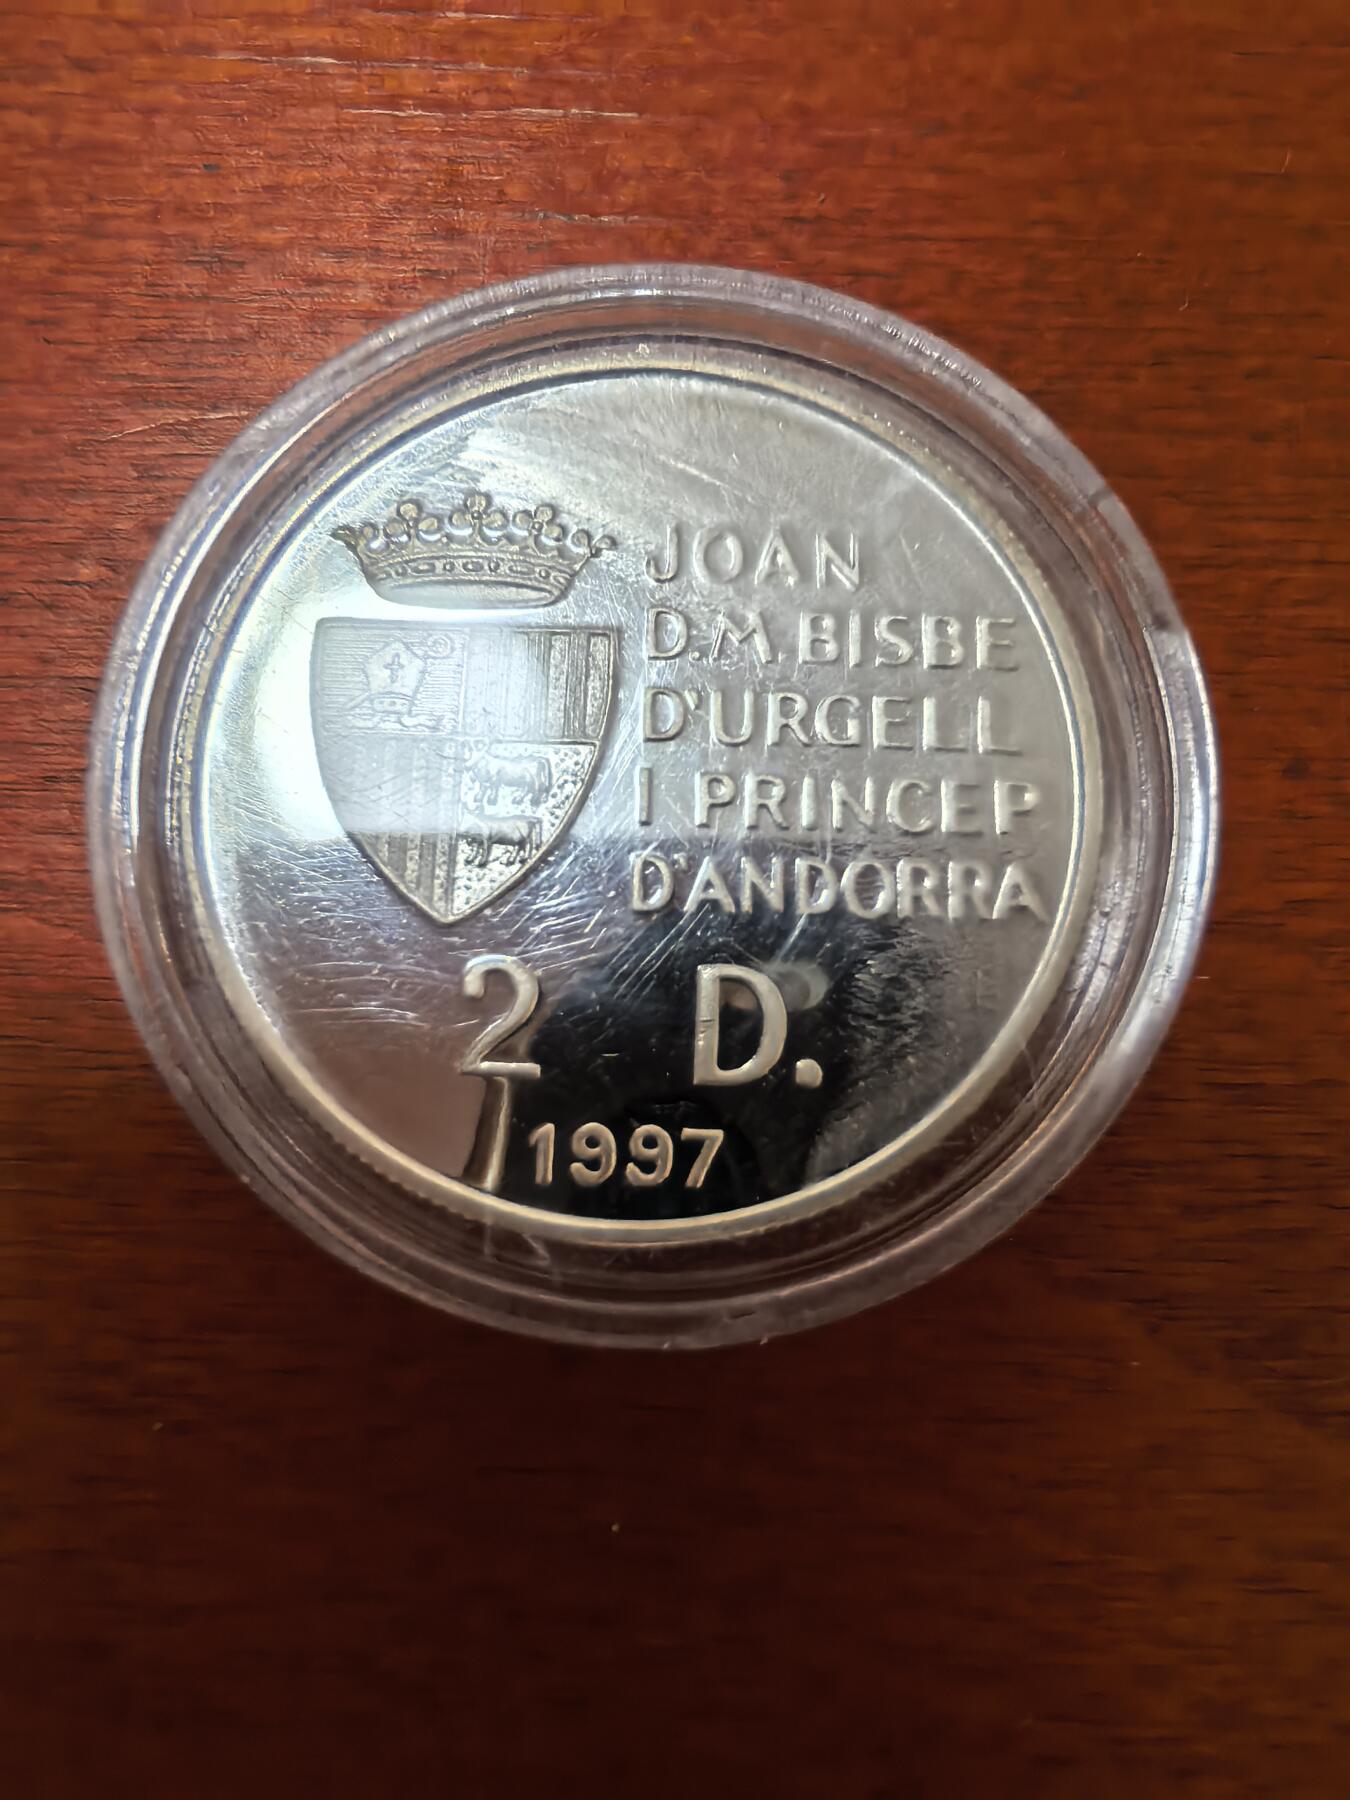 JOAN
D.M. BISBE
D'URGELL
I PRINCEP
D'ANDORRA
2 D.
1997